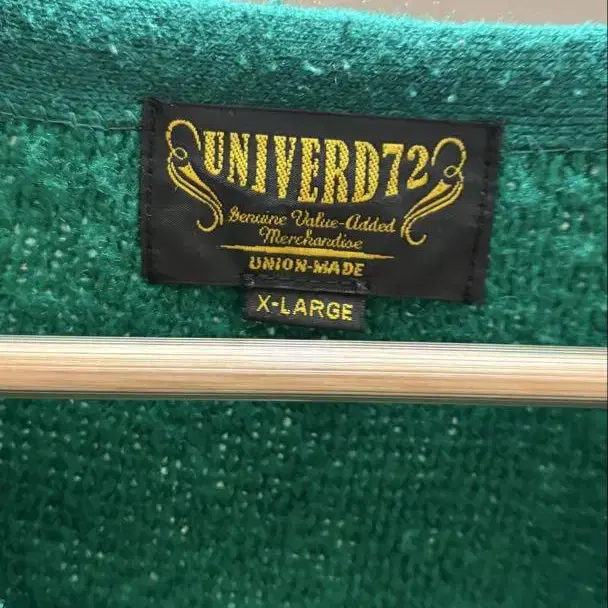 UNIVERD72
Genuine Value-Added
Merchandise
UNION-MADE
X-LARGE